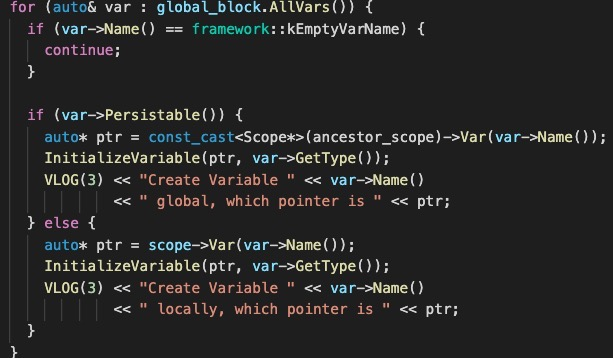 for (auto& var : global_block.AllVars()) {
  if (var->Name() == framework::kEmptyVarName) {
    continue;
  }

  if (var->Persistable()) {
    auto* ptr = const_cast<Scope*>(ancestor_scope)->Var(var->Name());
    InitializeVariable(ptr, var->GetType());
    VLOG(3) << "Create Variable " << var->Name()
            << " global, which pointer is " << ptr;
  } else {
    auto* ptr = scope->Var(var->Name());
    InitializeVariable(ptr, var->GetType());
    VLOG(3) << "Create Variable " << var->Name()
            << " locally, which pointer is " << ptr;
  }
}